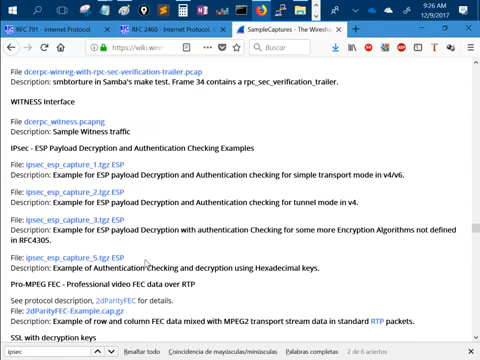 9:26 AM
12/9/2017
RFC 791 - Internet Protocol
RFC 2460 - Internet Protocol, V
SampleCaptures - The Wiresha
https://wiki.wire
Buscar
File dcerpc-winreg-with-rpc-sec-verification-trailer.pcap
Description: smbtorture in Samba's make test. Frame 34 contains a rpc_sec_verification_trailer.
WITNESS Interface
File dcerpc_witness.pcapng
Description: Sample Witness traffic
IPsec - ESP Payload Decryption and Authentication Checking Examples
File: ipsec_esp_capture_1.tgz ESP
Description: Example for ESP payload Decryption and Authentication checking for simple transport mode in v4/v6.
File: ipsec_esp_capture_2.tgz ESP
Description: Example for ESP payload Decryption and Authentication checking for tunnel mode in v4.
File: ipsec_esp_capture_3.tgz ESP
Description: Example for ESP payload Decryption with authentication Checking for some more Encryption Algorithms not defined
in RFC4305.
File: ipsec_esp_capture_5.tgz ESP
Description: Example of Authentication Checking and decryption using Hexadecimal keys.
Pro-MPEG FEC - Professional video FEC data over RTP
See protocol description, 2dParityFEC for details.
File: 2dParityFEC-Example.cap.gz
Description: Example of row and column FEC data mixed with MPEG2 transport stream data in standard RTP packets.
SSL with decryption keys
ipsec
Resaltar todo
Coincidencia de mayúsculas/minúsculas
Palabras completas
2 de 6 aciertos